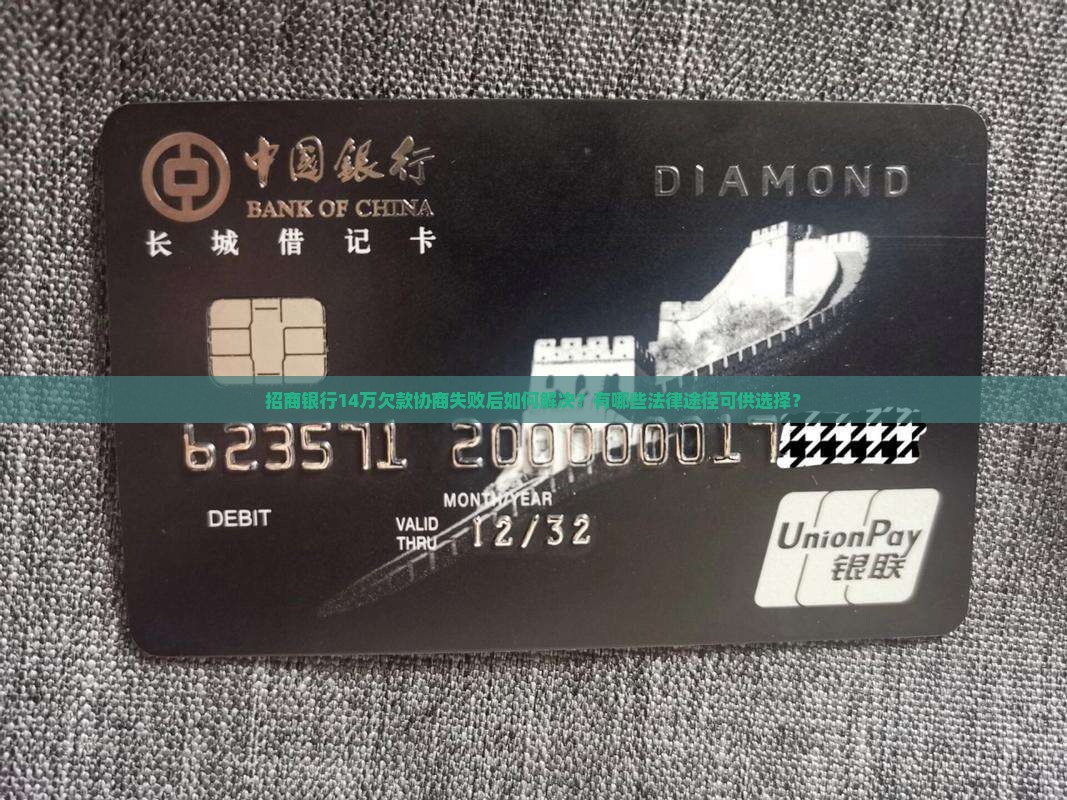 中国銀行
BANK OF CHINA
长城借记卡
DIAMOND
招商银行14万欠款协商失败后如何解决？有哪些法律途径可供选择？
623571 200000017
MONTH/YEAR
DEBIT
VALID THRU 12/32
UnionPay
银联